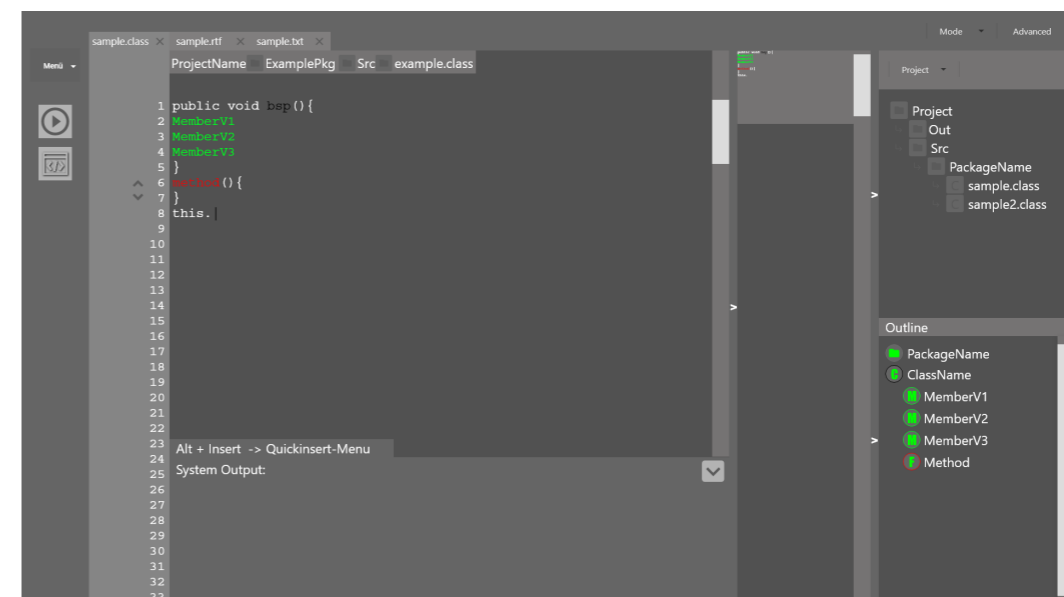 Mode Advanced
sample.class × sample.rtf × sample.txt ×
Menü
ProjectName ExamplePkg Src example.class
Project
1 public void bsp(){
2 MemberV1
3 MemberV2
4 MemberV3
5 }
6 method(){
7 }
8 this.
9
10
11
12
13
14
15
16
17
18
19
20
21
22
23
24
25
26
27
28
29
30
31
32
33
Alt + Insert -> Quickinsert-Menu
System Output:
Project
Out
Src
PackageName
C sample.class
C sample2.class
Outline
PackageName
C ClassName
M MemberV1
M MemberV2
M MemberV3
F Method